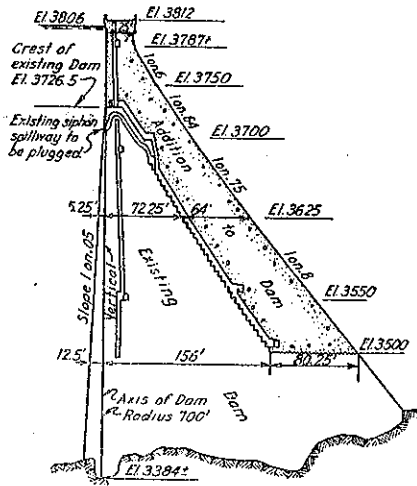 El.3806
El.3812
El.3787±
Crest of
existing Dam
El. 3726.5
1 on .6
El.3750
Existing siphon
spillway to
be plugged
1 on .64
El.3700
Addition
1 on .75
5.25'
72.25'
64'
El.3625
to
Slope 1 on .05
Vertical
Existing
1 on .8
Dam
El.3550
El.3500
12.5'
156'
80.25'
Axis of Dam
Radius 700'
Dam
El.3384±